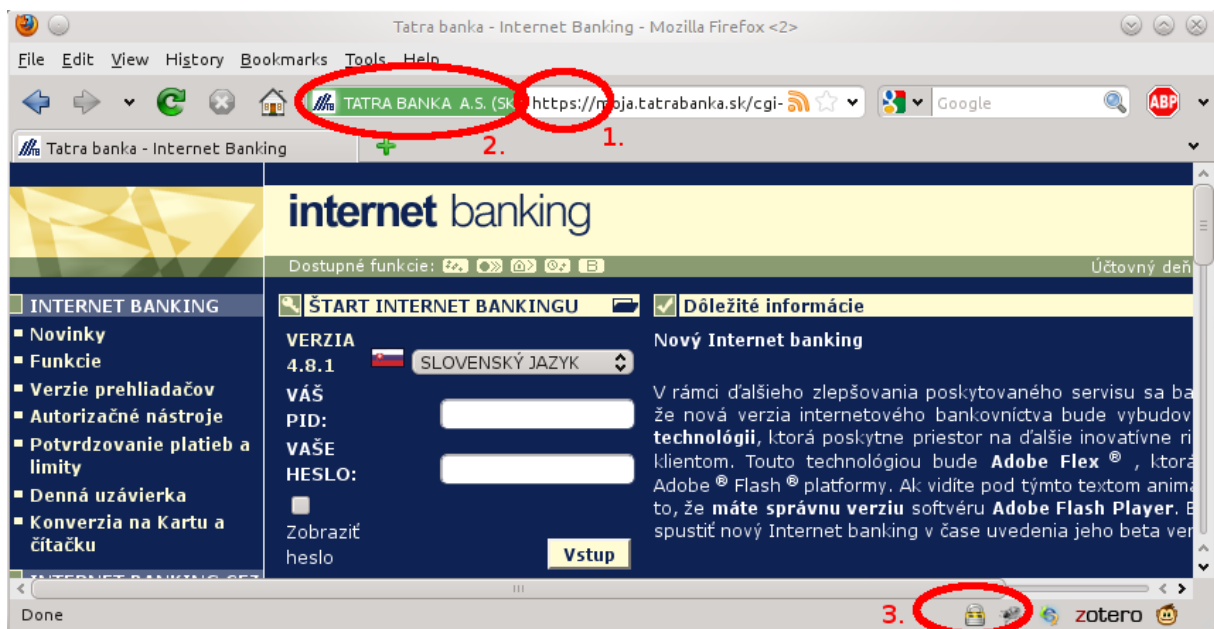 Tatra banka - Internet Banking - Mozilla Firefox <2>
File Edit View History Bookmarks Tools Help
TATRA BANKA A.S. (SK https://moja.tatrabanka.sk/cgi- Google ABP
2. 1.
Tatra banka - Internet Banking
internet banking
Dostupné funkcie: Účtovný deň
INTERNET BANKING
Novinky
Funkcie
Verzie prehliadačov
Autorizačné nástroje
Potvrdzovanie platieb a
limity
Denná uzávierka
Konverzia na Kartu a
čítačku
INTERNET BANKING CEZ
ŠTART INTERNET BANKINGU
VERZIA
4.8.1 SLOVENSKÝ JAZYK
VÁŠ
PID:
VAŠE
HESLO:
Zobraziť
heslo
Vstup
Dôležité informácie
Nový Internet banking
V rámci ďalšieho zlepšovania poskytovaného servisu sa ba
že nová verzia internetového bankovníctva bude vybudov
technológii, ktorá poskytne priestor na ďalšie inovatívne ri
klientom. Touto technológiou bude Adobe Flex ® , ktorá
Adobe ® Flash ® platformy. Ak vidíte pod týmto textom anima
to, že máte správnu verziu softvéru Adobe Flash Player. E
spustiť nový Internet banking v čase uvedenia jeho beta ver
Done 3. zotero